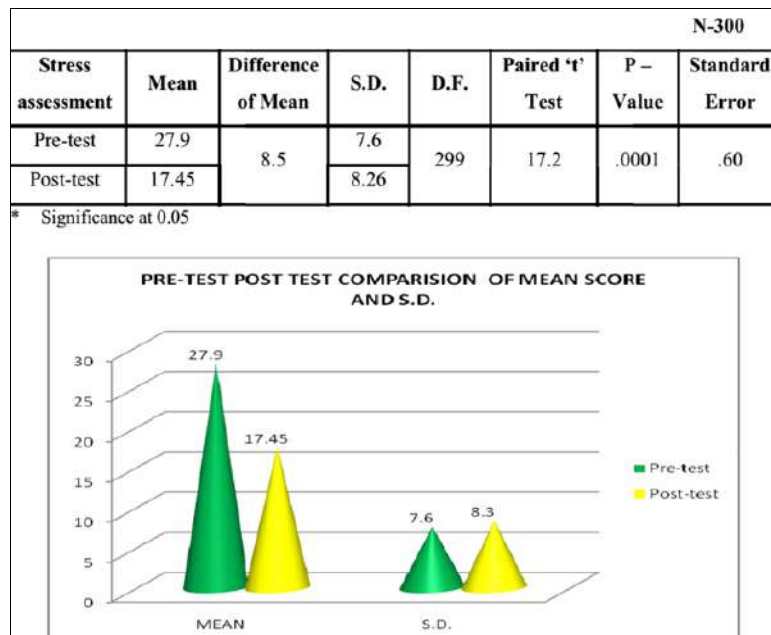 N-300
Stress assessment Mean Difference of Mean S.D. D.F. Paired ‘t’ Test P – Value Standard Error
Pre-test 27.9 8.5 7.6 299 17.2 .0001 .60
Post-test 17.45 8.26
* Significance at 0.05
PRE-TEST POST TEST COMPARISION OF MEAN SCORE
AND S.D.
30
25
20
15
10
5
0
27.9
17.45
7.6
8.3
MEAN
S.D.
Pre-test
Post-test